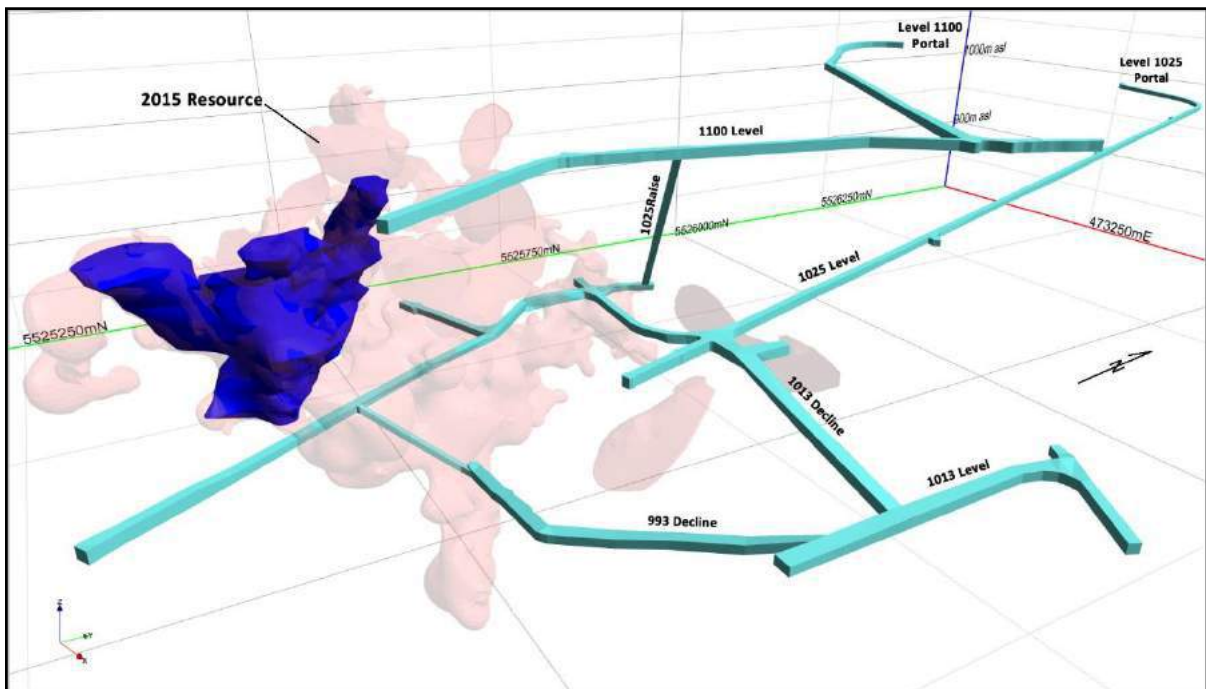 Level 1100
Portal
1000m asl
Level 1025
Portal
2015 Resource
900m asl
1100 Level
1025Raise
5526250mN
5526000mN
473250mE
5525750mN
1025 Level
5525250mN
N
1013 Decline
1013 Level
993 Decline
Z
Y
X